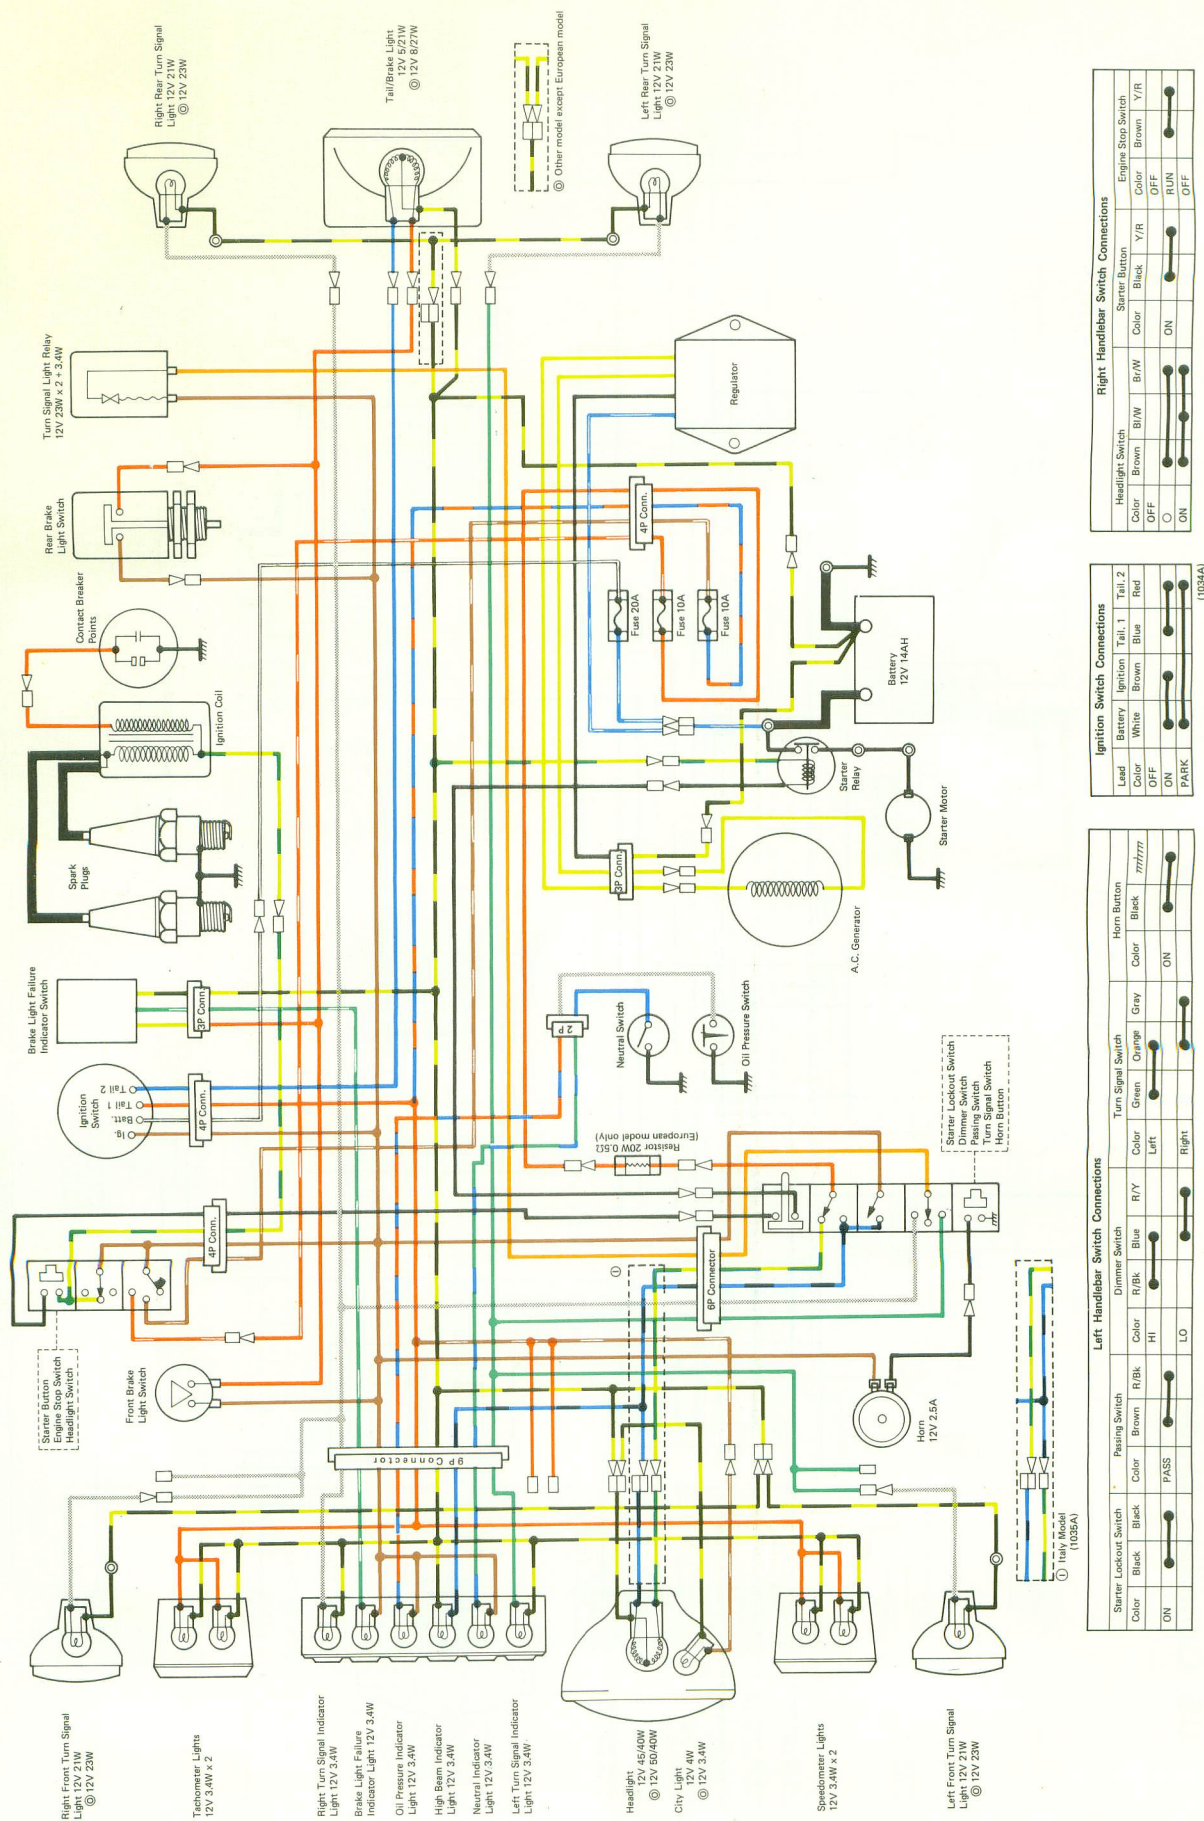 Right Rear Turn Signal
Light 12V 21W
◎ 12V 23W
Tail/Brake Light
12V 5/21W
◎ 12V 8/27W
◎ Other model except European model
Left Rear Turn Signal
Light 12V 21W
◎ 12V 23W
Turn Signal Light Relay
12V 23W x 2 + 3.4W
Rear Brake
Light Switch
Contact Breaker
Points
Ignition Coil
Spark
Plugs
Brake Light Failure
Indicator Switch
3P Conn.
Ignition
Switch
Tail 2
Tail 1
Batt.
Ig.
4P Conn.
4P Conn.
Starter Button
Engine Stop Switch
Headlight Switch
Front Brake
Light Switch
9P Connector
Regulator
4P Conn.
Fuse 20A
Fuse 10A
Fuse 10A
Battery
12V 14AH
Starter
Relay
Starter Motor
3P Conn.
A.C. Generator
2 P
Neutral Switch
Oil Pressure Switch
Resistor 20W 0.5Ω
(European model only)
Starter Lockout Switch
Dimmer Switch
Passing Switch
Turn Signal Switch
Horn Button
6P Connector
Horn
12V 2.5A
Italy Model
(1035A)
Right Front Turn Signal
Light 12V 21W
◎ 12V 23W
Tachometer Lights
12V 3.4W x 2
Right Turn Signal Indicator
Light 12V 3.4W
Brake Light Failure
Indicator Light 12V 3.4W
Oil Pressure Indicator
Light 12V 3.4W
High Beam Indicator
Light 12V 3.4W
Neutral Indicator
Light 12V 3.4W
Left Turn Signal Indicator
Light 12V 3.4W
Headlight
12V 45/40W
◎ 12V 50/40W
City Light
12V 4W
◎ 12V 3.4W
Speedometer Lights
12V 3.4W x 2
Left Front Turn Signal
Light 12V 21W
◎ 12V 23W
Left Handlebar Switch Connections
Starter Lockout Switch Passing Switch Dimmer Switch Turn Signal Switch Horn Button
Color Black Black Color Brown R/Bk Color R/Bk Blue R/Y Color Green Orange Gray Color Black
HI Left
ON PASS ON
LO Right
Ignition Switch Connections
Lead Battery Ignition Tail. 1 Tail. 2
Color White Brown Blue Red
OFF
ON
PARK
(1034A)
Right Handlebar Switch Connections
Headlight Switch Starter Button Engine Stop Switch
Color Brown Bl/W Br/W Color Black Y/R Color Brown Y/R
OFF OFF
○ ON RUN
ON OFF